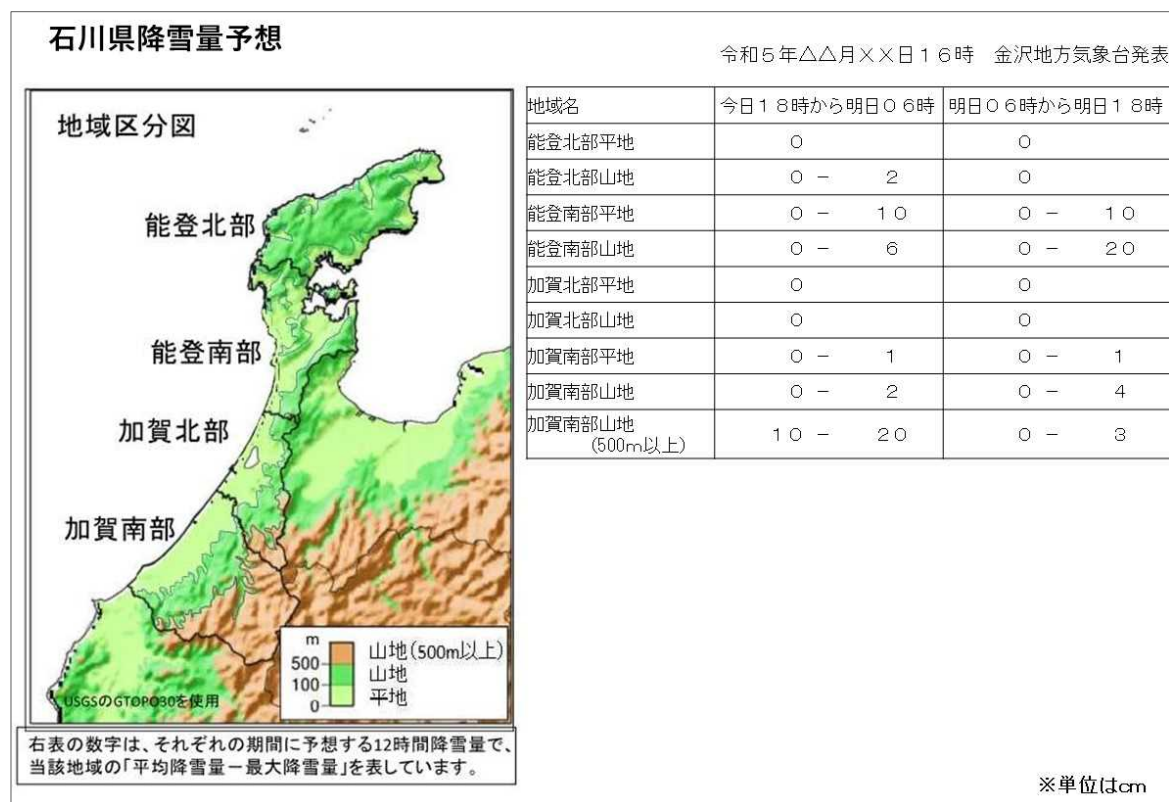 石川県降雪量予想
令和5年△△月××日16時 金沢地方気象台発表
地域区分図
能登北部
能登南部
加賀北部
加賀南部
m
500
100
0
山地(500m以上)
山地
平地
USGSのGTOPO30を使用
右表の数字は、それぞれの期間に予想する12時間降雪量で、
当該地域の「平均降雪量-最大降雪量」を表しています。
地域名 今日18時から明日06時 明日06時から明日18時
能登北部平地 0 0
能登北部山地 0 - 2 0
能登南部平地 0 - 10 0 - 10
能登南部山地 0 - 6 0 - 20
加賀北部平地 0 0
加賀北部山地 0 0
加賀南部平地 0 - 1 0 - 1
加賀南部山地 0 - 2 0 - 4
加賀南部山地
(500m以上) 10 - 20 0 - 3
※単位はcm